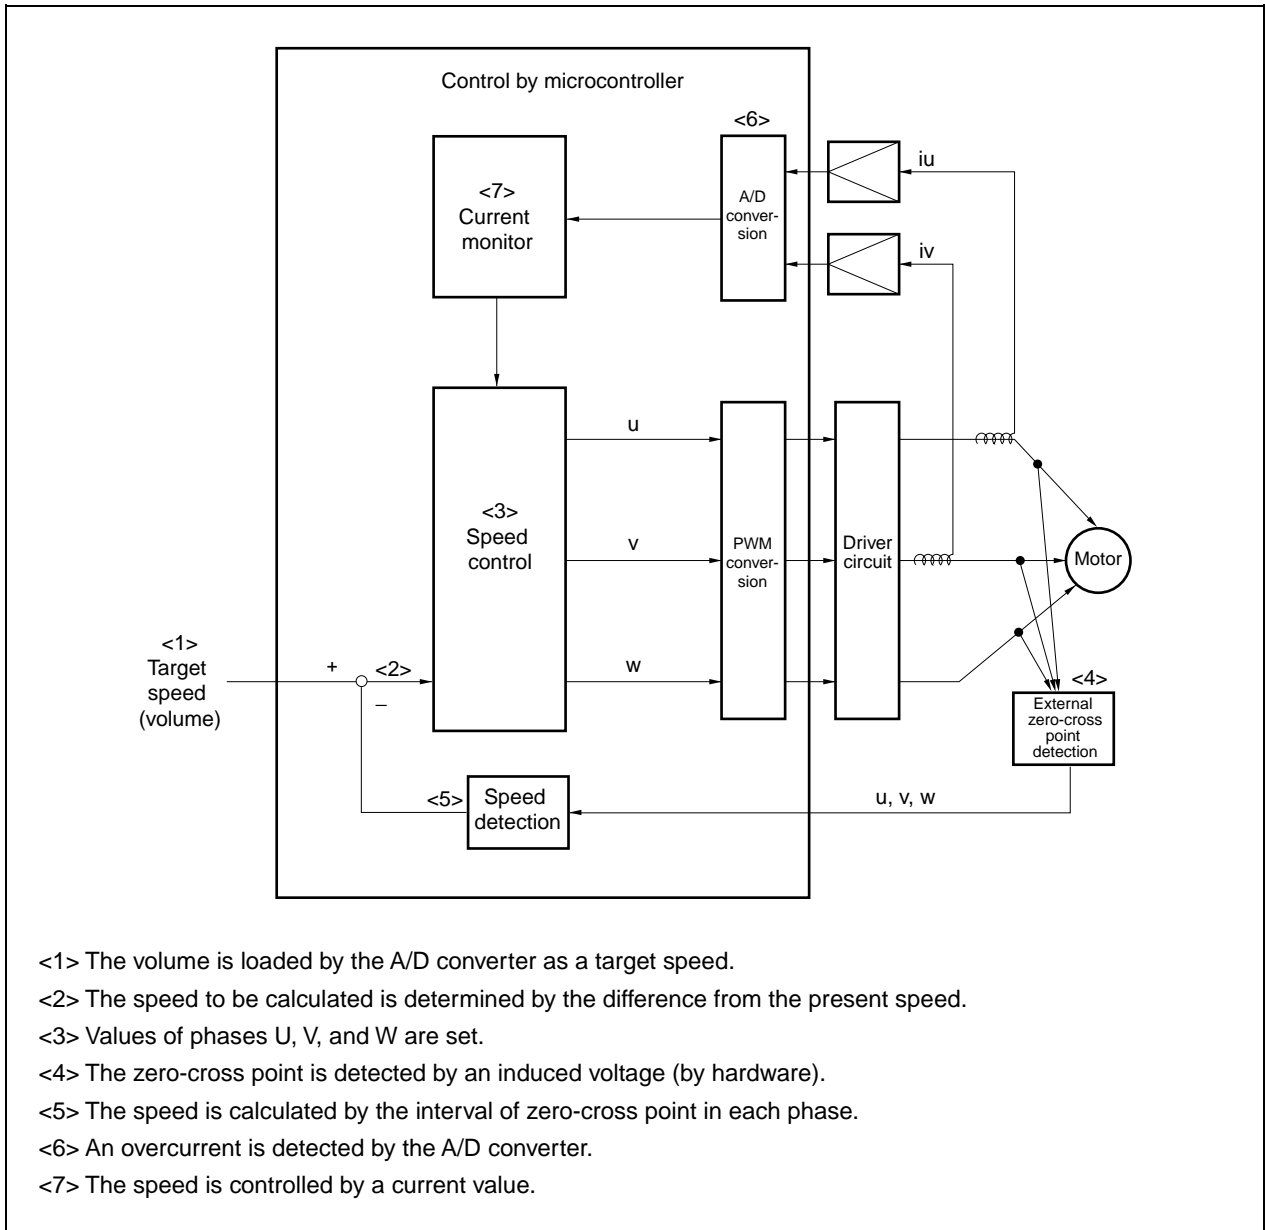 Control by microcontroller
<6>
iu
<7>
Current
monitor
A/D
conver-
sion
iv
u
<3>
Speed
control
v
PWM
conver-
sion
Driver
circuit
Motor
<1>
Target
speed
(volume)
+
<2>
–
w
<4>
External
zero-cross
point
detection
<5>
Speed
detection
u, v, w
<1> The volume is loaded by the A/D converter as a target speed.
<2> The speed to be calculated is determined by the difference from the present speed.
<3> Values of phases U, V, and W are set.
<4> The zero-cross point is detected by an induced voltage (by hardware).
<5> The speed is calculated by the interval of zero-cross point in each phase.
<6> An overcurrent is detected by the A/D converter.
<7> The speed is controlled by a current value.